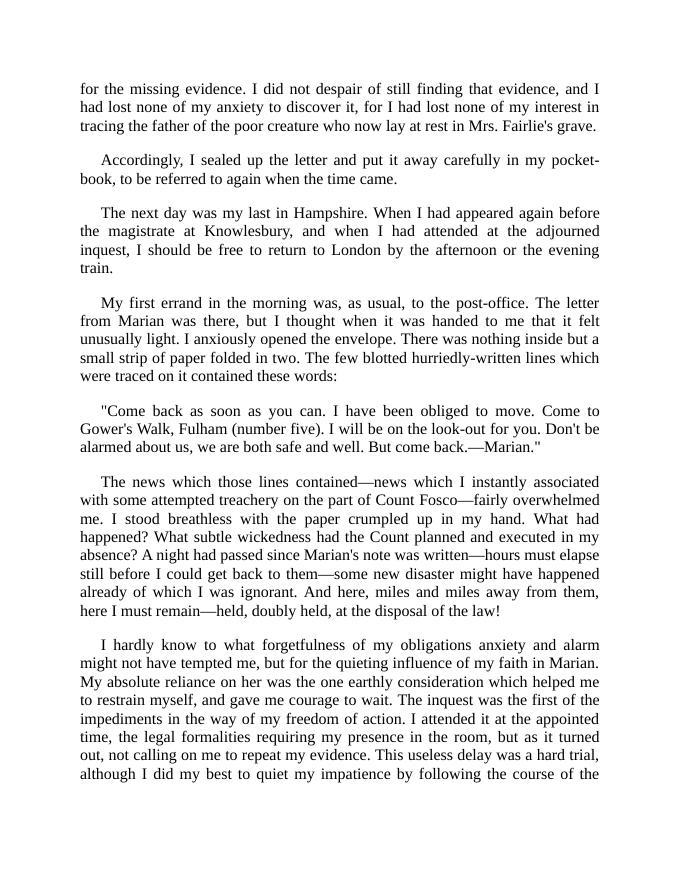 for the missing evidence. I did not despair of still finding that evidence, and I
had lost none of my anxiety to discover it, for I had lost none of my interest in
tracing the father of the poor creature who now lay at rest in Mrs. Fairlie's grave.
Accordingly, I sealed up the letter and put it away carefully in my pocket-
book, to be referred to again when the time came.
The next day was my last in Hampshire. When I had appeared again before
the magistrate at Knowlesbury, and when I had attended at the adjourned
inquest, I should be free to return to London by the afternoon or the evening
train.
My first errand in the morning was, as usual, to the post-office. The letter
from Marian was there, but I thought when it was handed to me that it felt
unusually light. I anxiously opened the envelope. There was nothing inside but a
small strip of paper folded in two. The few blotted hurriedly-written lines which
were traced on it contained these words:
"Come back as soon as you can. I have been obliged to move. Come to
Gower's Walk, Fulham (number five). I will be on the look-out for you. Don't be
alarmed about us, we are both safe and well. But come back.—Marian."
The news which those lines contained—news which I instantly associated
with some attempted treachery on the part of Count Fosco—fairly overwhelmed
me. I stood breathless with the paper crumpled up in my hand. What had
happened? What subtle wickedness had the Count planned and executed in my
absence? A night had passed since Marian's note was written—hours must elapse
still before I could get back to them—some new disaster might have happened
already of which I was ignorant. And here, miles and miles away from them,
here I must remain—held, doubly held, at the disposal of the law!
I hardly know to what forgetfulness of my obligations anxiety and alarm
might not have tempted me, but for the quieting influence of my faith in Marian.
My absolute reliance on her was the one earthly consideration which helped me
to restrain myself, and gave me courage to wait. The inquest was the first of the
impediments in the way of my freedom of action. I attended it at the appointed
time, the legal formalities requiring my presence in the room, but as it turned
out, not calling on me to repeat my evidence. This useless delay was a hard trial,
although I did my best to quiet my impatience by following the course of the